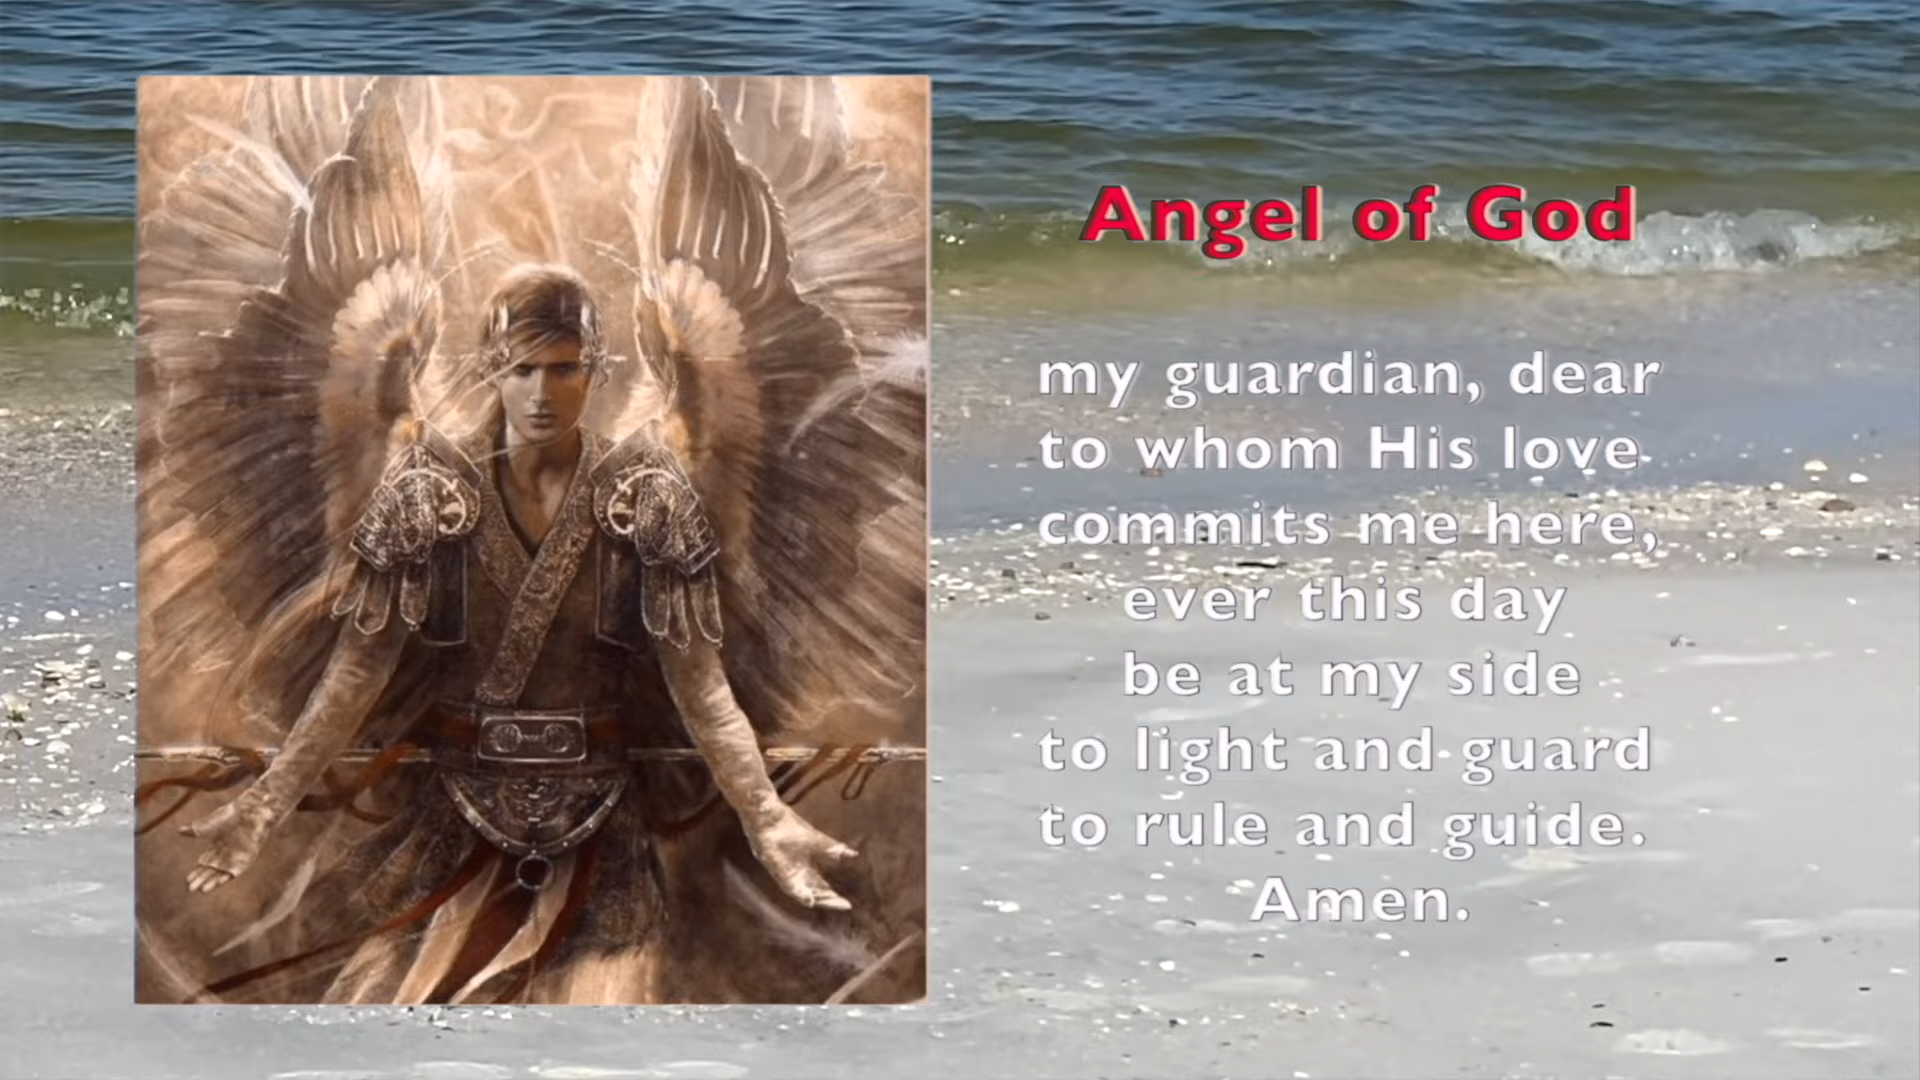 Angel of God
my guardian, dear
to whom His love
commits me here,
ever this day
be at my side
to light and guard
to rule and guide.
Amen.